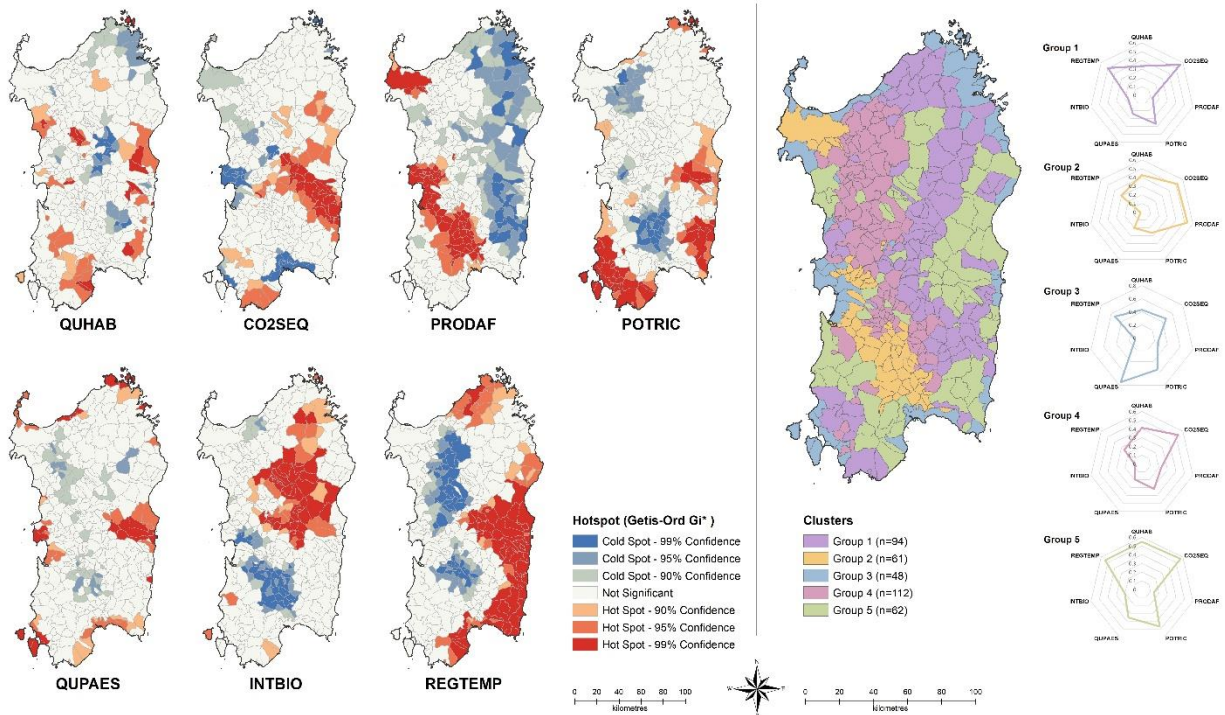 QUHAB
CO2SEQ
PRODAF
POTRIC
QUPAES
INTBIO
REGTEMP
Hotspot (Getis-Ord Gi* )
Cold Spot - 99% Confidence
Cold Spot - 95% Confidence
Cold Spot - 90% Confidence
Not Significant
Hot Spot - 90% Confidence
Hot Spot - 95% Confidence
Hot Spot - 99% Confidence
0 20 40 60 80 100
kilometres
N
E
S
W
Clusters
Group 1 (n=94)
Group 2 (n=61)
Group 3 (n=48)
Group 4 (n=112)
Group 5 (n=62)
0 20 40 60 80 100
kilometres
Group 1
QUHAB
REGTEMP
CO2SEQ
INTBIO
PRODAF
QUPAES
POTRIC
Group 2
QUHAB
REGTEMP
CO2SEQ
INTBIO
PRODAF
QUPAES
POTRIC
Group 3
QUHAB
REGTEMP
CO2SEQ
INTBIO
PRODAF
QUPAES
POTRIC
Group 4
QUHAB
REGTEMP
CO2SEQ
INTBIO
PRODAF
QUPAES
POTRIC
Group 5
QUHAB
REGTEMP
CO2SEQ
INTBIO
PRODAF
QUPAES
POTRIC